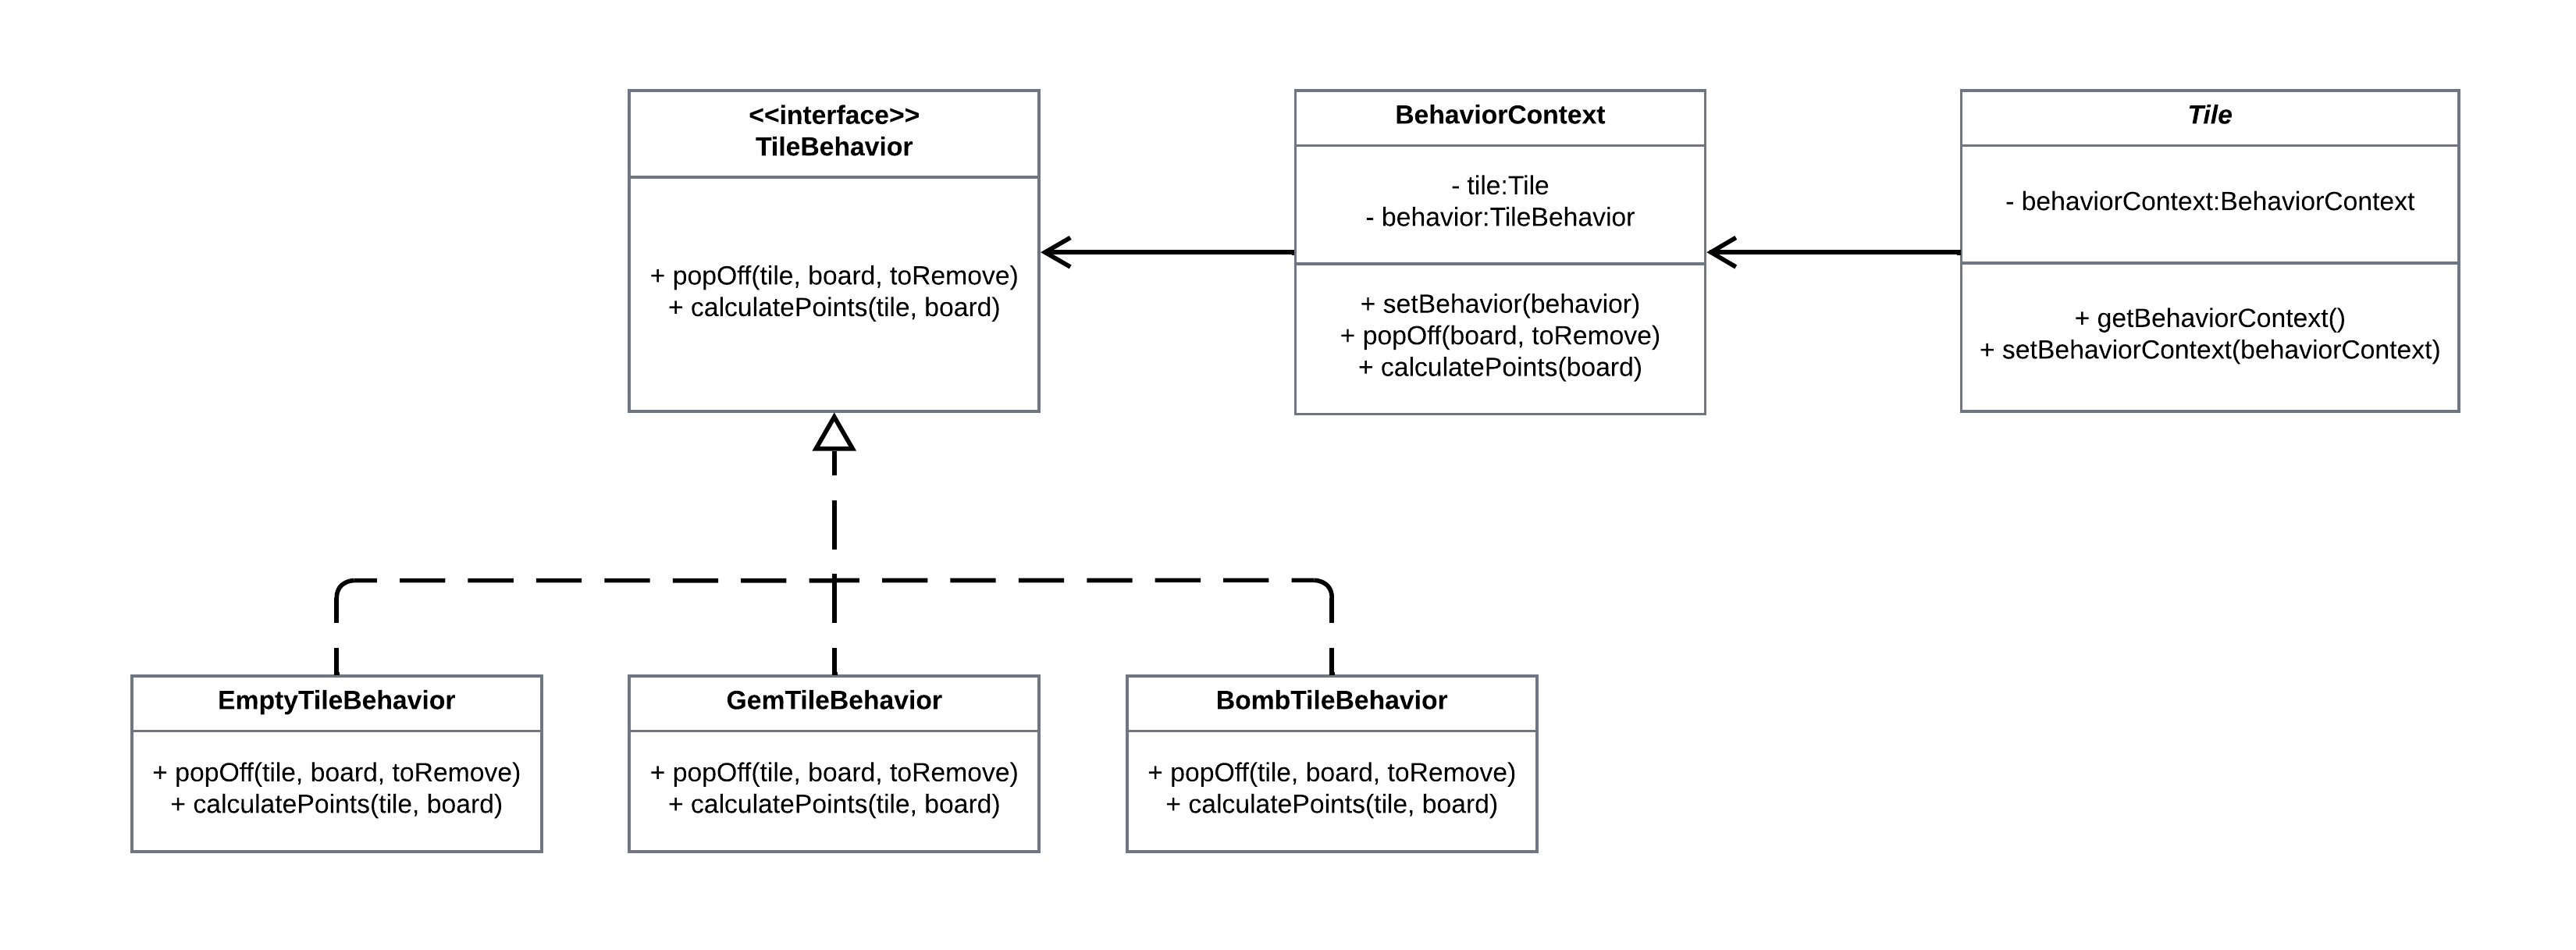 <<interface>>
TileBehavior
+ popOff(tile, board, toRemove)
+ calculatePoints(tile, board)
BehaviorContext
- tile:Tile
- behavior:TileBehavior
+ setBehavior(behavior)
+ popOff(board, toRemove)
+ calculatePoints(board)
Tile
- behaviorContext:BehaviorContext
+ getBehaviorContext()
+ setBehaviorContext(behaviorContext)
EmptyTileBehavior
+ popOff(tile, board, toRemove)
+ calculatePoints(tile, board)
GemTileBehavior
+ popOff(tile, board, toRemove)
+ calculatePoints(tile, board)
BombTileBehavior
+ popOff(tile, board, toRemove)
+ calculatePoints(tile, board)